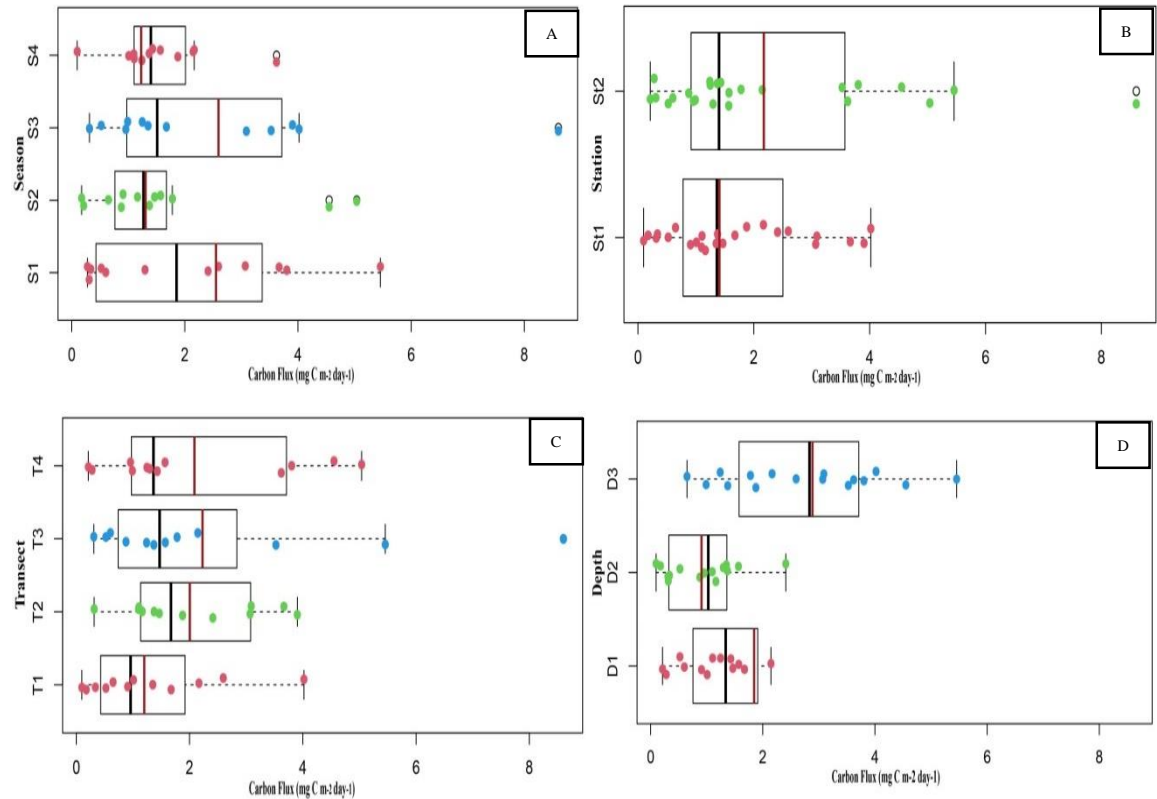 A
Season
S4
S3
S2
S1
0 2 4 6 8
Carbon Flux (mg C m-2 day-1)
B
Station
St2
St1
0 2 4 6 8
Carbon Flux (mg C m-2 day-1)
C
Transect
T4
T3
T2
T1
0 2 4 6 8
Carbon Flux (mg C m-2 day-1)
D
Depth
D3
D2
D1
0 2 4 6 8
Carbon Flux (mg C m-2 day-1)